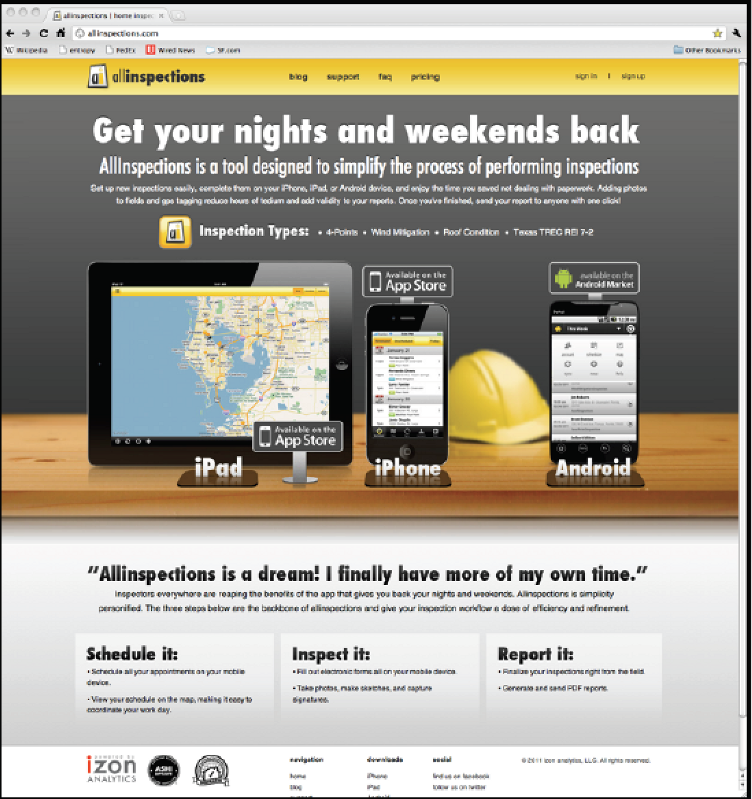 allinspections | home inspec
allinspections.com
Wikipedia entropy FedEx Wired News SF.com Other Bookmarks
allinspections blog support faq pricing sign in | sign up
Get your nights and weekends back
AllInspections is a tool designed to simplify the process of performing inspections
Get up new inspections easily, complete them on your iPhone, iPad, or Android device, and enjoy the time you saved not dealing with paperwork. Adding photos
to fields and gps tagging reduce hours of tedium and add validity to your reports. Once you've finished, send your report to anyone with one click!
Inspection Types: • 4-Points • Wind Mitigation • Roof Condition • Texas TREC REI 7-2
Available on the
App Store
available on the
Android Market
This Week
January 21
January 30
Available on the
App Store
iPad
iPhone
Android
"Allinspections is a dream! I finally have more of my own time."
Inspectors everywhere are reaping the benefits of the app that gives you back your nights and weekends. Allinspections is simplicity
personified. The three steps below are the backbone of allinspections and give your inspection workflow a dose of efficiency and refinement.
Schedule it:
• Schedule all your appointments on your mobile
device.
• View your schedule on the map, making it easy to
coordinate your work day.
Inspect it:
• Fill out electronic forms all on your mobile device.
• Take photos, make sketches, and capture
signatures.
Report it:
• Finalize your inspections right from the field.
• Generate and send PDF reports.
powered by
izon
ANALYTICS
ASHI
navigation
home
blog
support
downloads
iPhone
iPad
Android
social
find us on facebook
follow us on twitter
© 2011 izon analytics, LLC. All rights reserved.